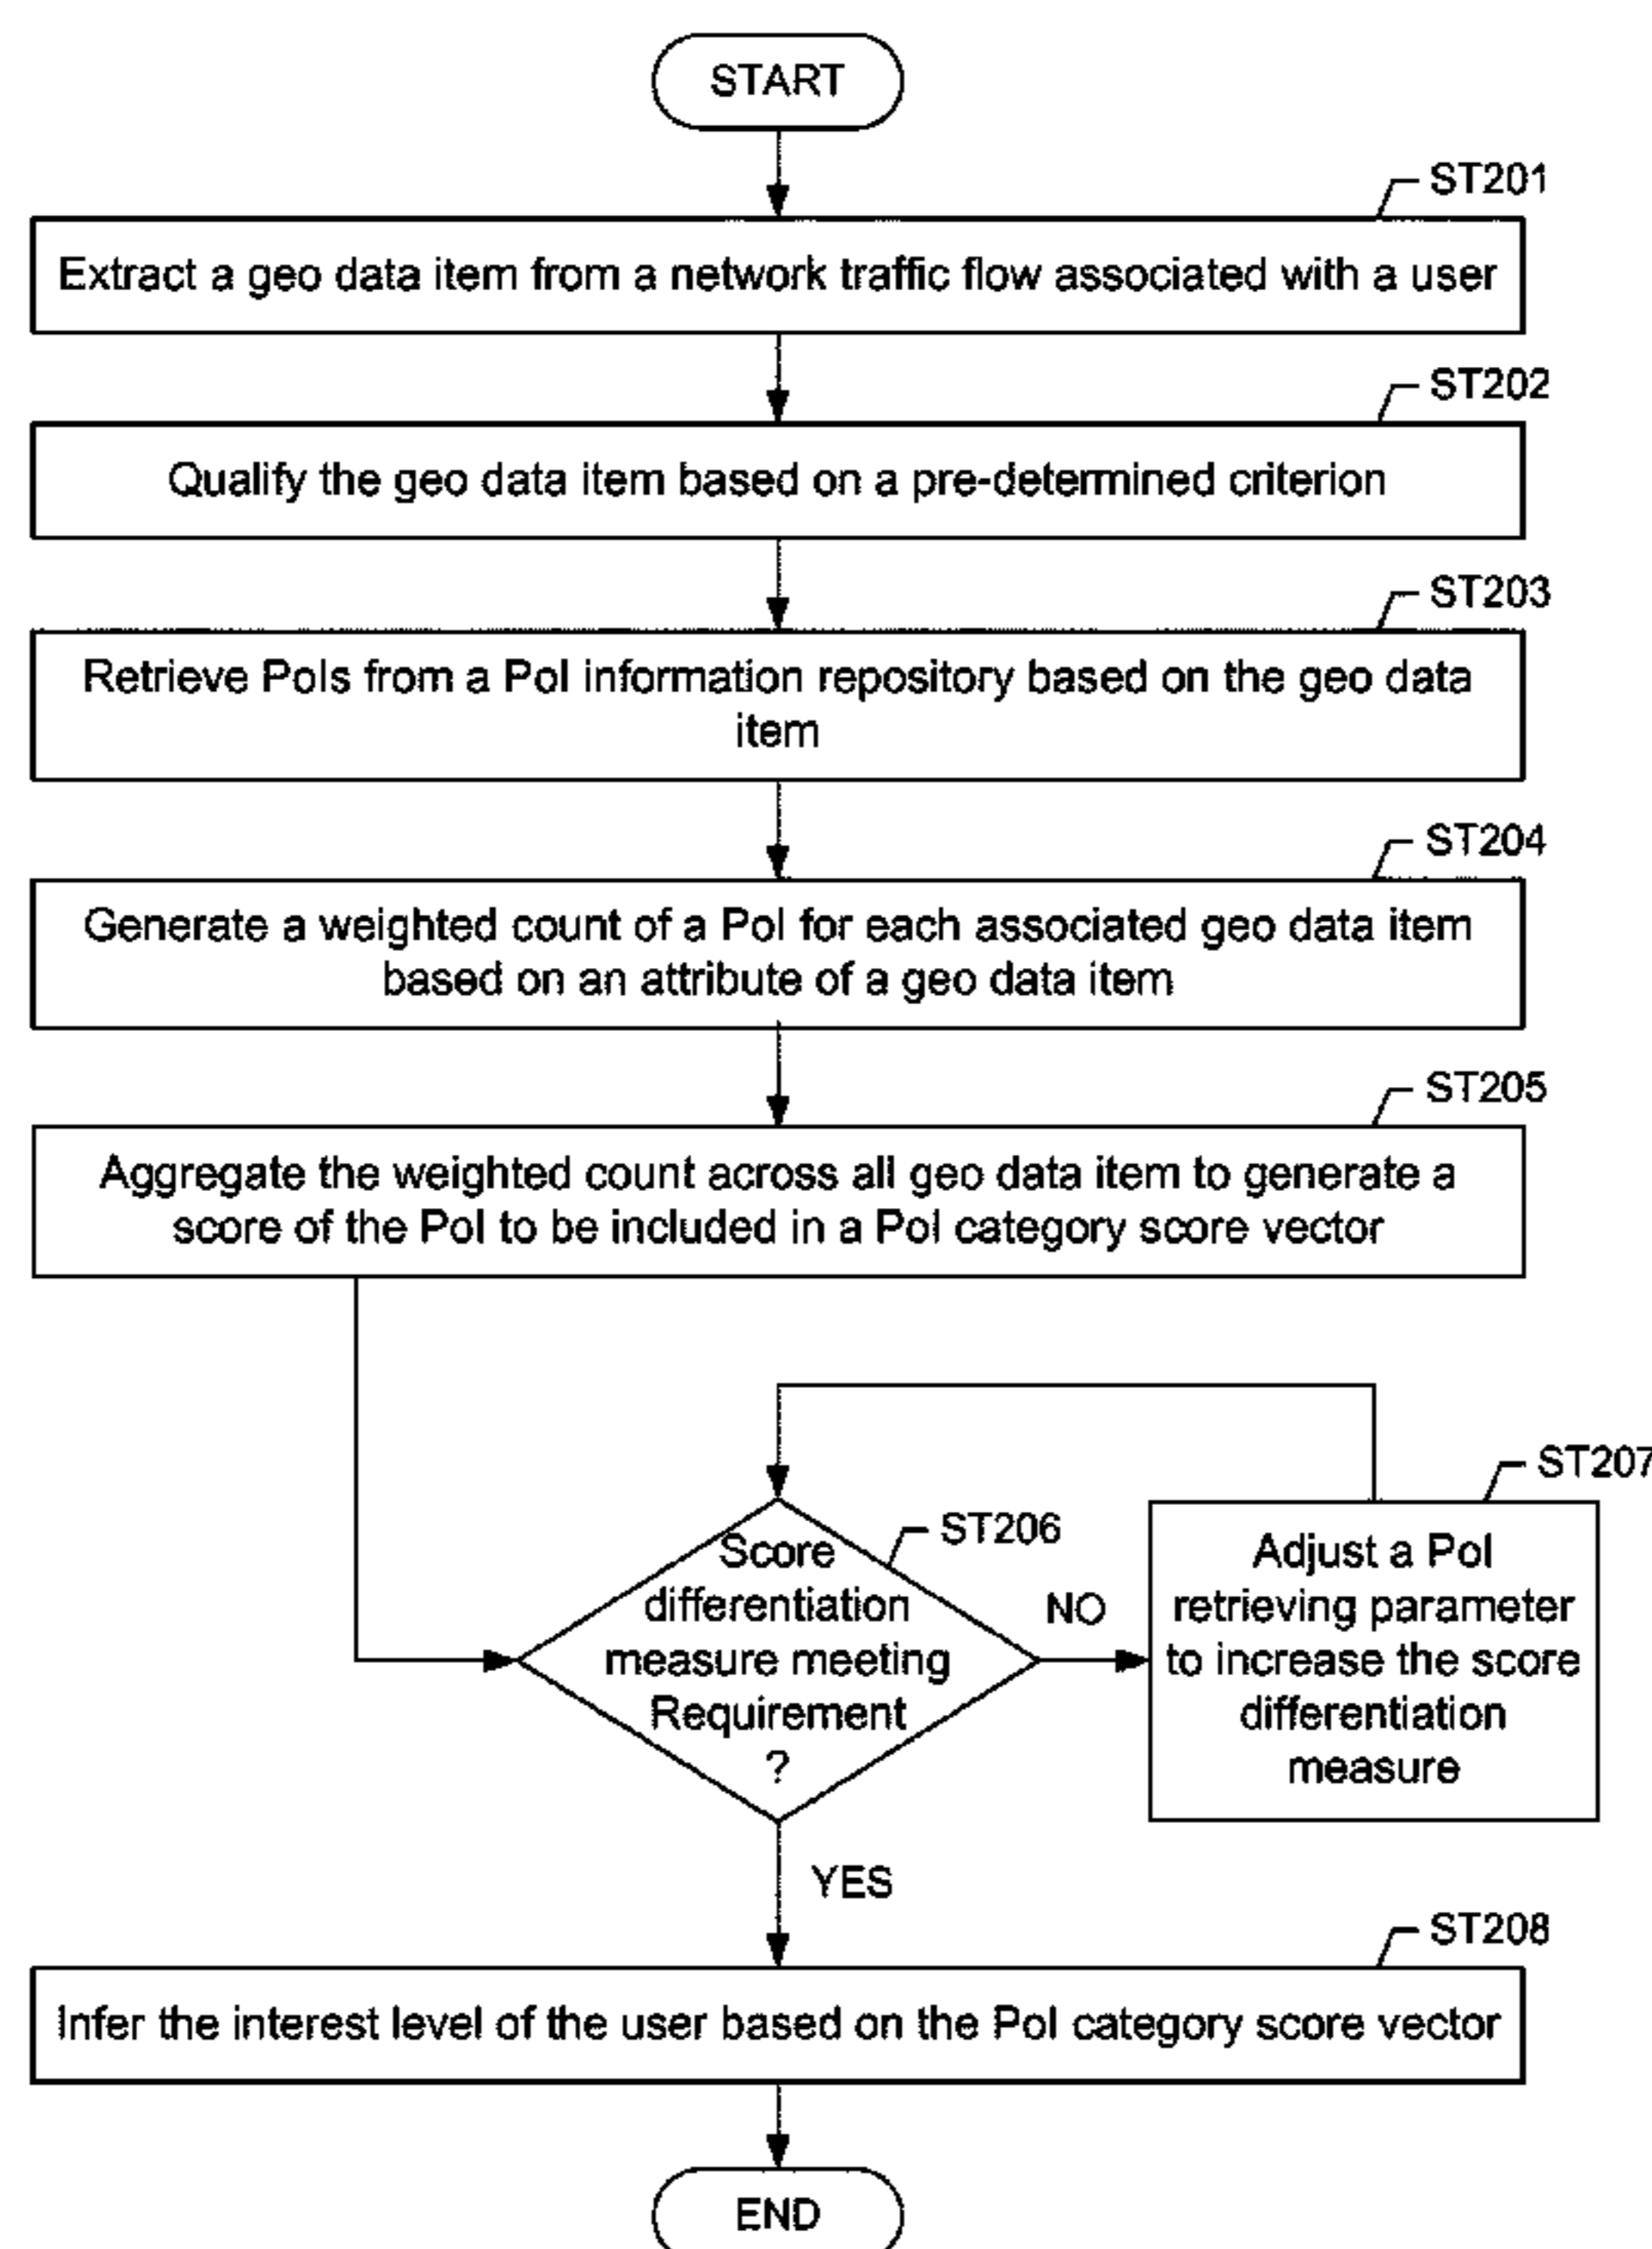 START
ST201
Extract a geo data item from a network traffic flow associated with a user
ST202
Qualify the geo data item based on a pre-determined criterion
ST203
Retrieve PoIs from a PoI information repository based on the geo data
item
ST204
Generate a weighted count of a PoI for each associated geo data item
based on an attribute of a geo data item
ST205
Aggregate the weighted count across all geo data item to generate a
score of the PoI to be included in a PoI category score vector
ST206
Score
differentiation
measure meeting
Requirement
?
NO
ST207
Adjust a PoI
retrieving parameter
to increase the score
differentiation
measure
YES
ST208
Infer the interest level of the user based on the PoI category score vector
END